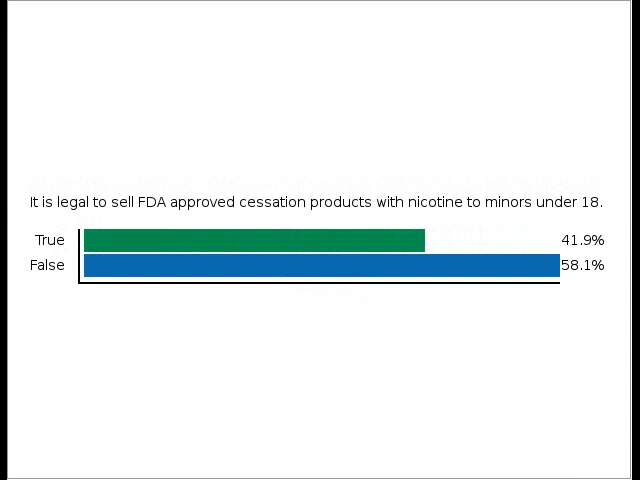 It is legal to sell FDA approved cessation products with nicotine to minors under 18.
True 41.9%
False 58.1%